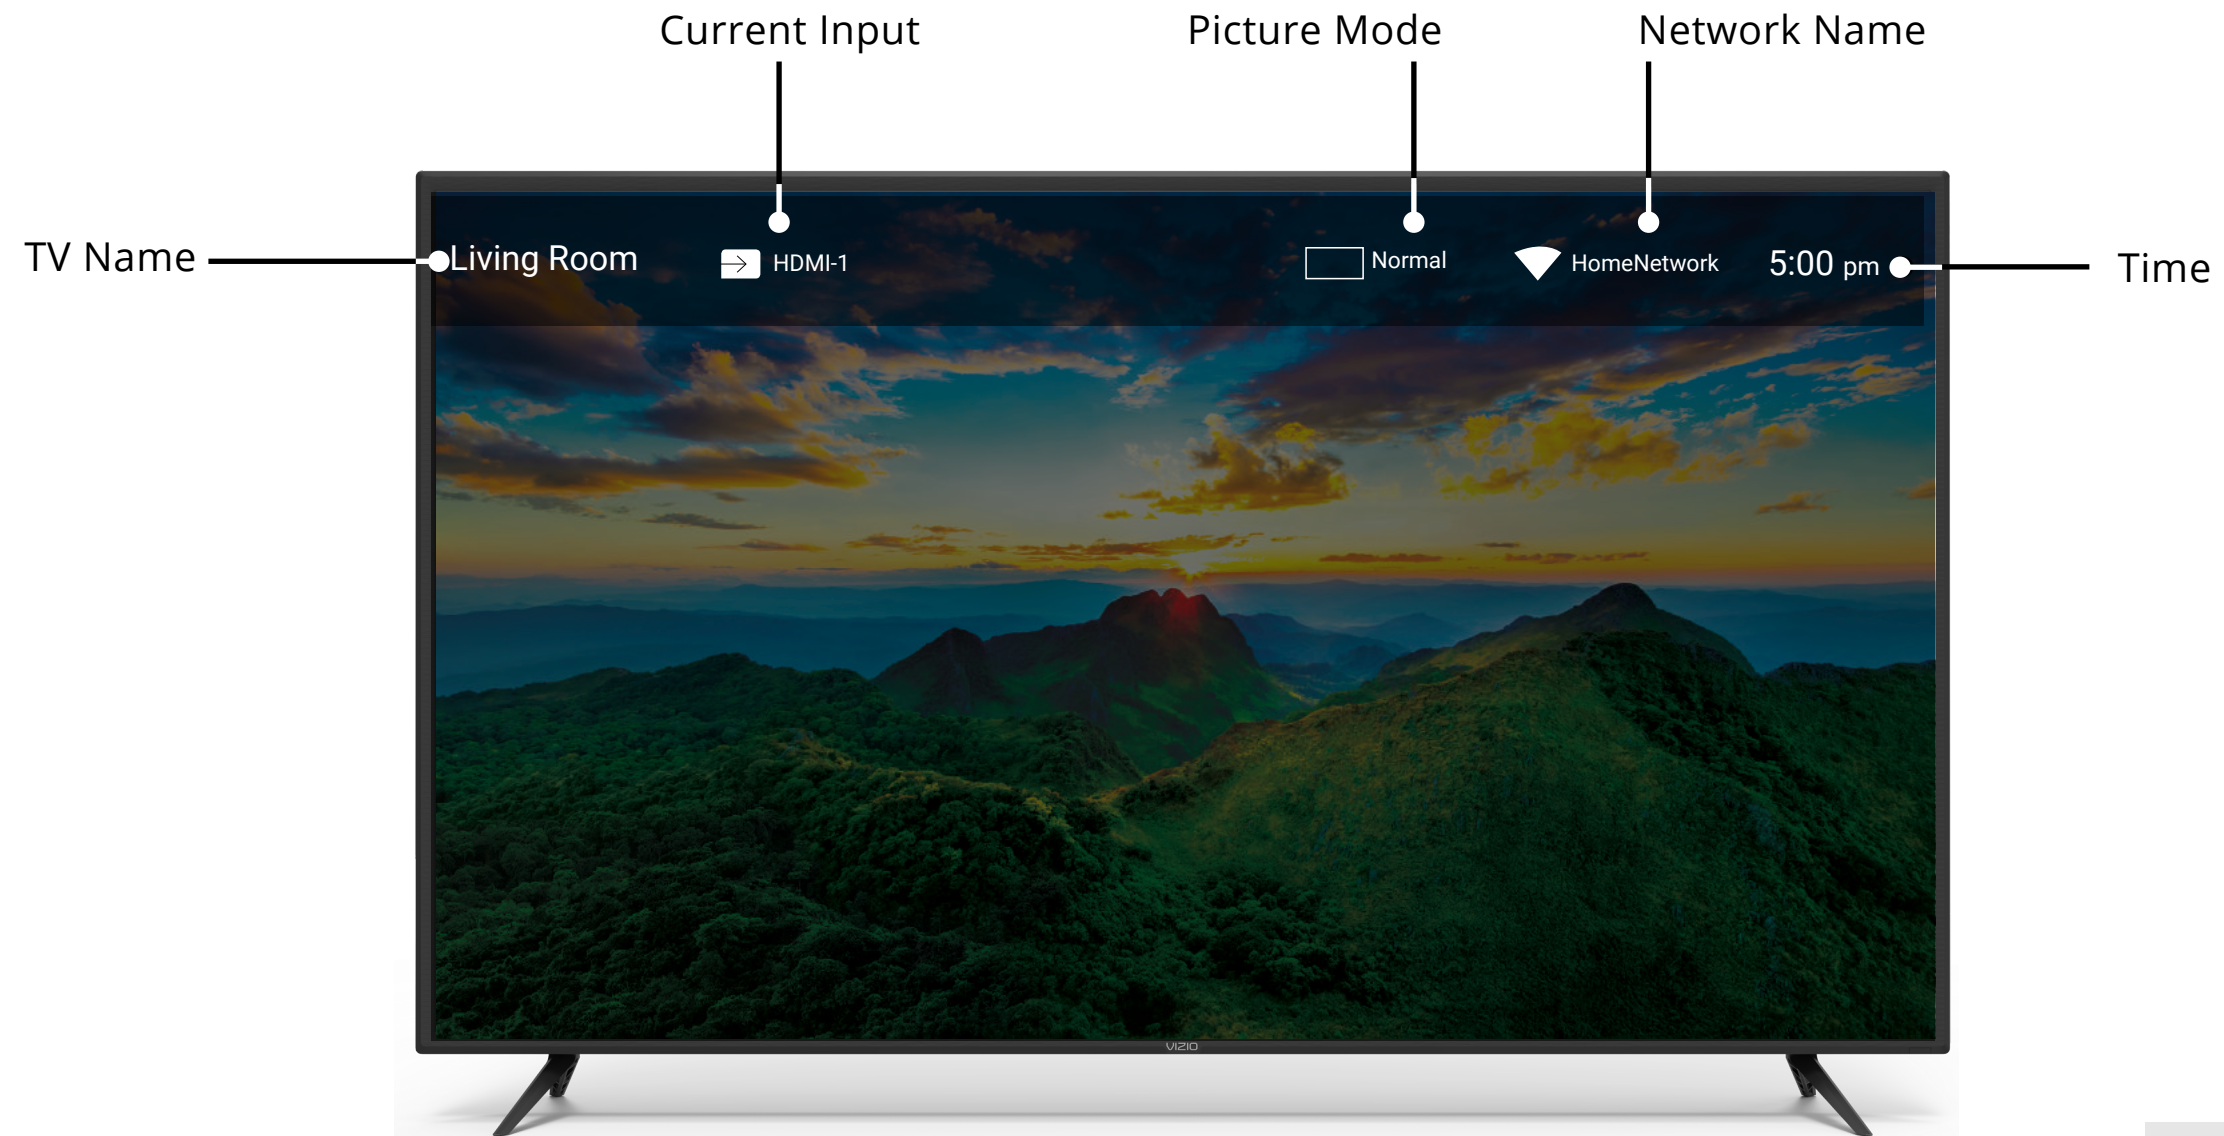 Current Input
Picture Mode
Network Name
TV Name
Living Room
HDMI-1
Normal
HomeNetwork
5:00 pm
Time
VIZIO